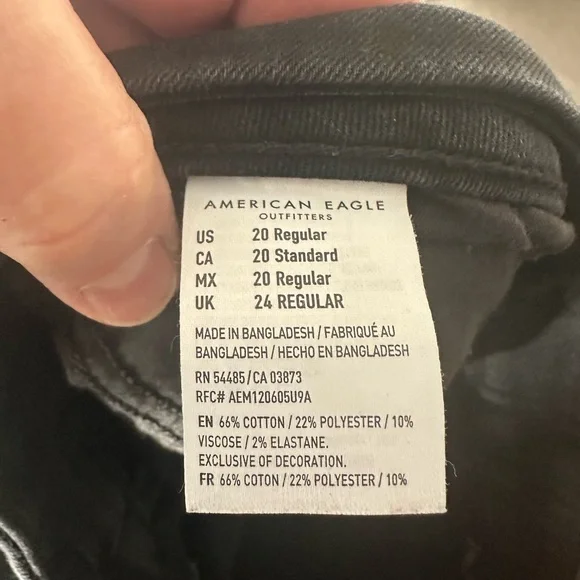 AMERICAN EAGLE
OUTFITTERS
US 20 Regular
CA 20 Standard
MX 20 Regular
UK 24 REGULAR
MADE IN BANGLADESH / FABRIQUÉ AU
BANGLADESH / HECHO EN BANGLADESH
RN 54485/CA 03873
RFC# AEM120605U9A
EN 66% COTTON / 22% POLYESTER / 10%
VISCOSE / 2% ELASTANE.
EXCLUSIVE OF DECORATION.
FR 66% COTON / 22% POLYESTER / 10%